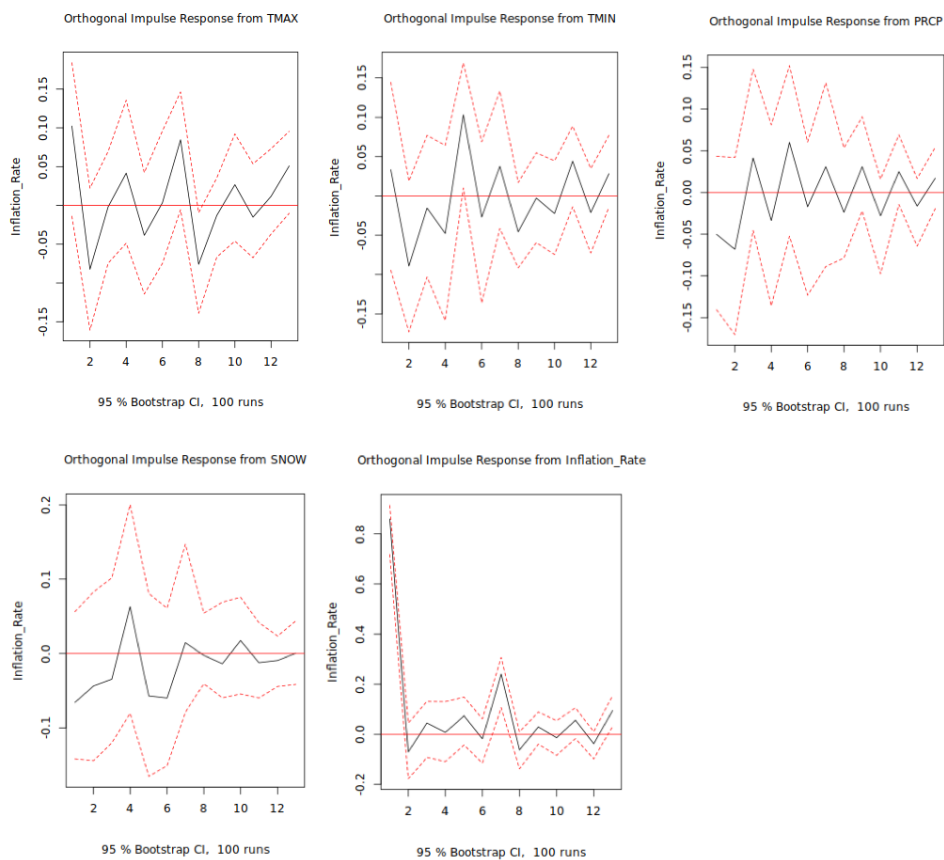 Orthogonal Impulse Response from TMAX
Inflation_Rate
0.15
0.10
0.05
-0.05
-0.15
2 4 6 8 10 12
95 % Bootstrap CI, 100 runs
Orthogonal Impulse Response from TMIN
Inflation_Rate
0.15
0.05
-0.05
-0.15
2 4 6 8 10 12
95 % Bootstrap CI, 100 runs
Orthogonal Impulse Response from PRCP
Inflation_Rate
0.15
0.10
0.05
0.00
-0.05
-0.10
-0.15
2 4 6 8 10 12
95 % Bootstrap CI, 100 runs
Orthogonal Impulse Response from SNOW
Inflation_Rate
0.2
0.1
0.0
-0.1
2 4 6 8 10 12
95 % Bootstrap CI, 100 runs
Orthogonal Impulse Response from Inflation_Rate
Inflation_Rate
0.8
0.6
0.4
0.2
0.0
-0.2
2 4 6 8 10 12
95 % Bootstrap CI, 100 runs